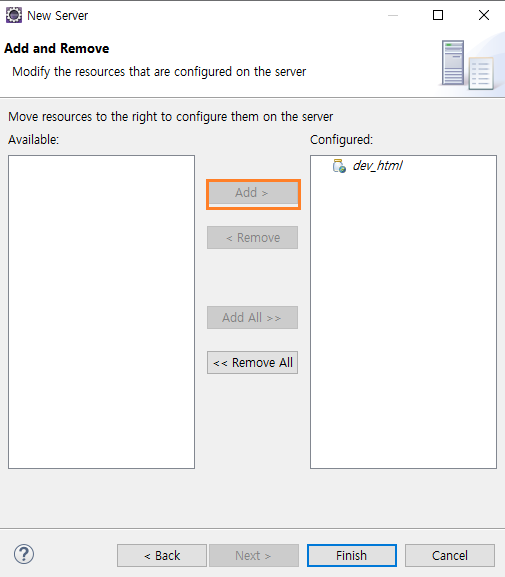 New Server
Add and Remove
Modify the resources that are configured on the server
Move resources to the right to configure them on the server
Available:
Configured:
dev_html
Add >
< Remove
Add All >>
<< Remove All
?
< Back
Next >
Finish
Cancel